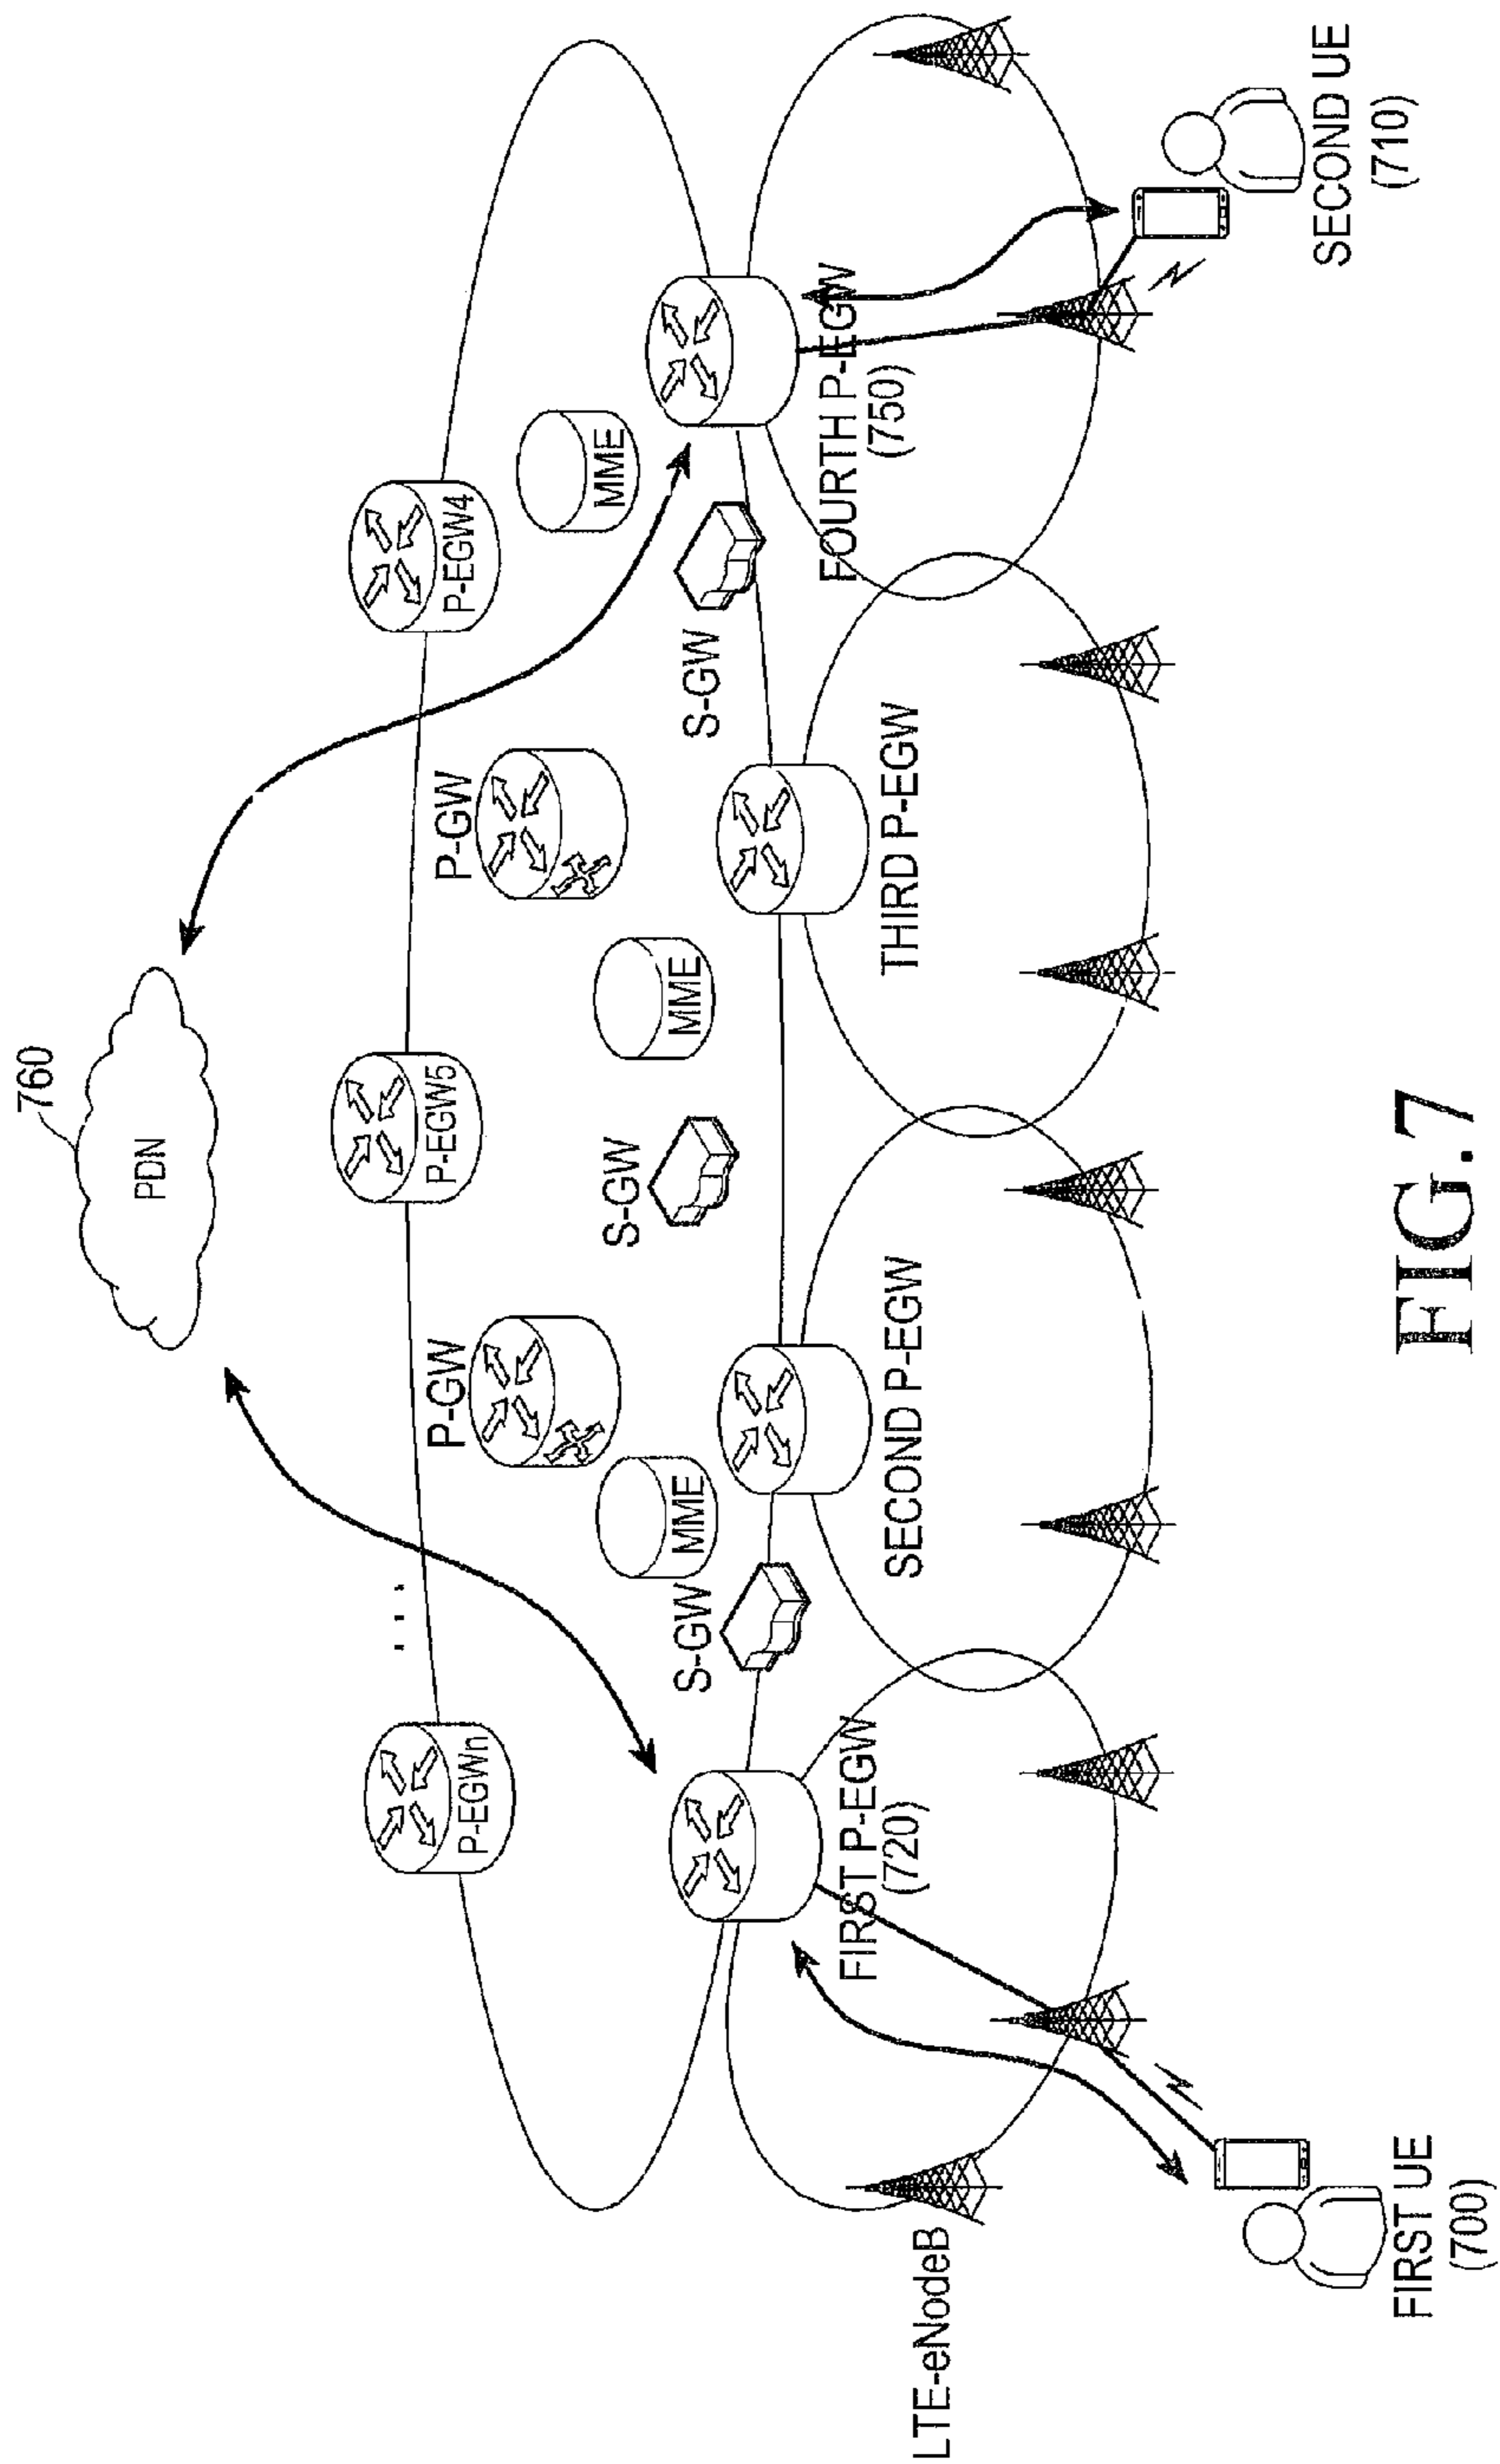 760
PDN
P-EGWn
...
P-EGW5
P-EGW4
P-GW
P-GW
MME
MME
MME
S-GW
S-GW
S-GW
FIRST P-EGW
(720)
SECOND P-EGW
THIRD P-EGW
FOURTH P-EGW
(750)
LTE-eNodeB
FIRST UE
(700)
SECOND UE
(710)
FIG.7